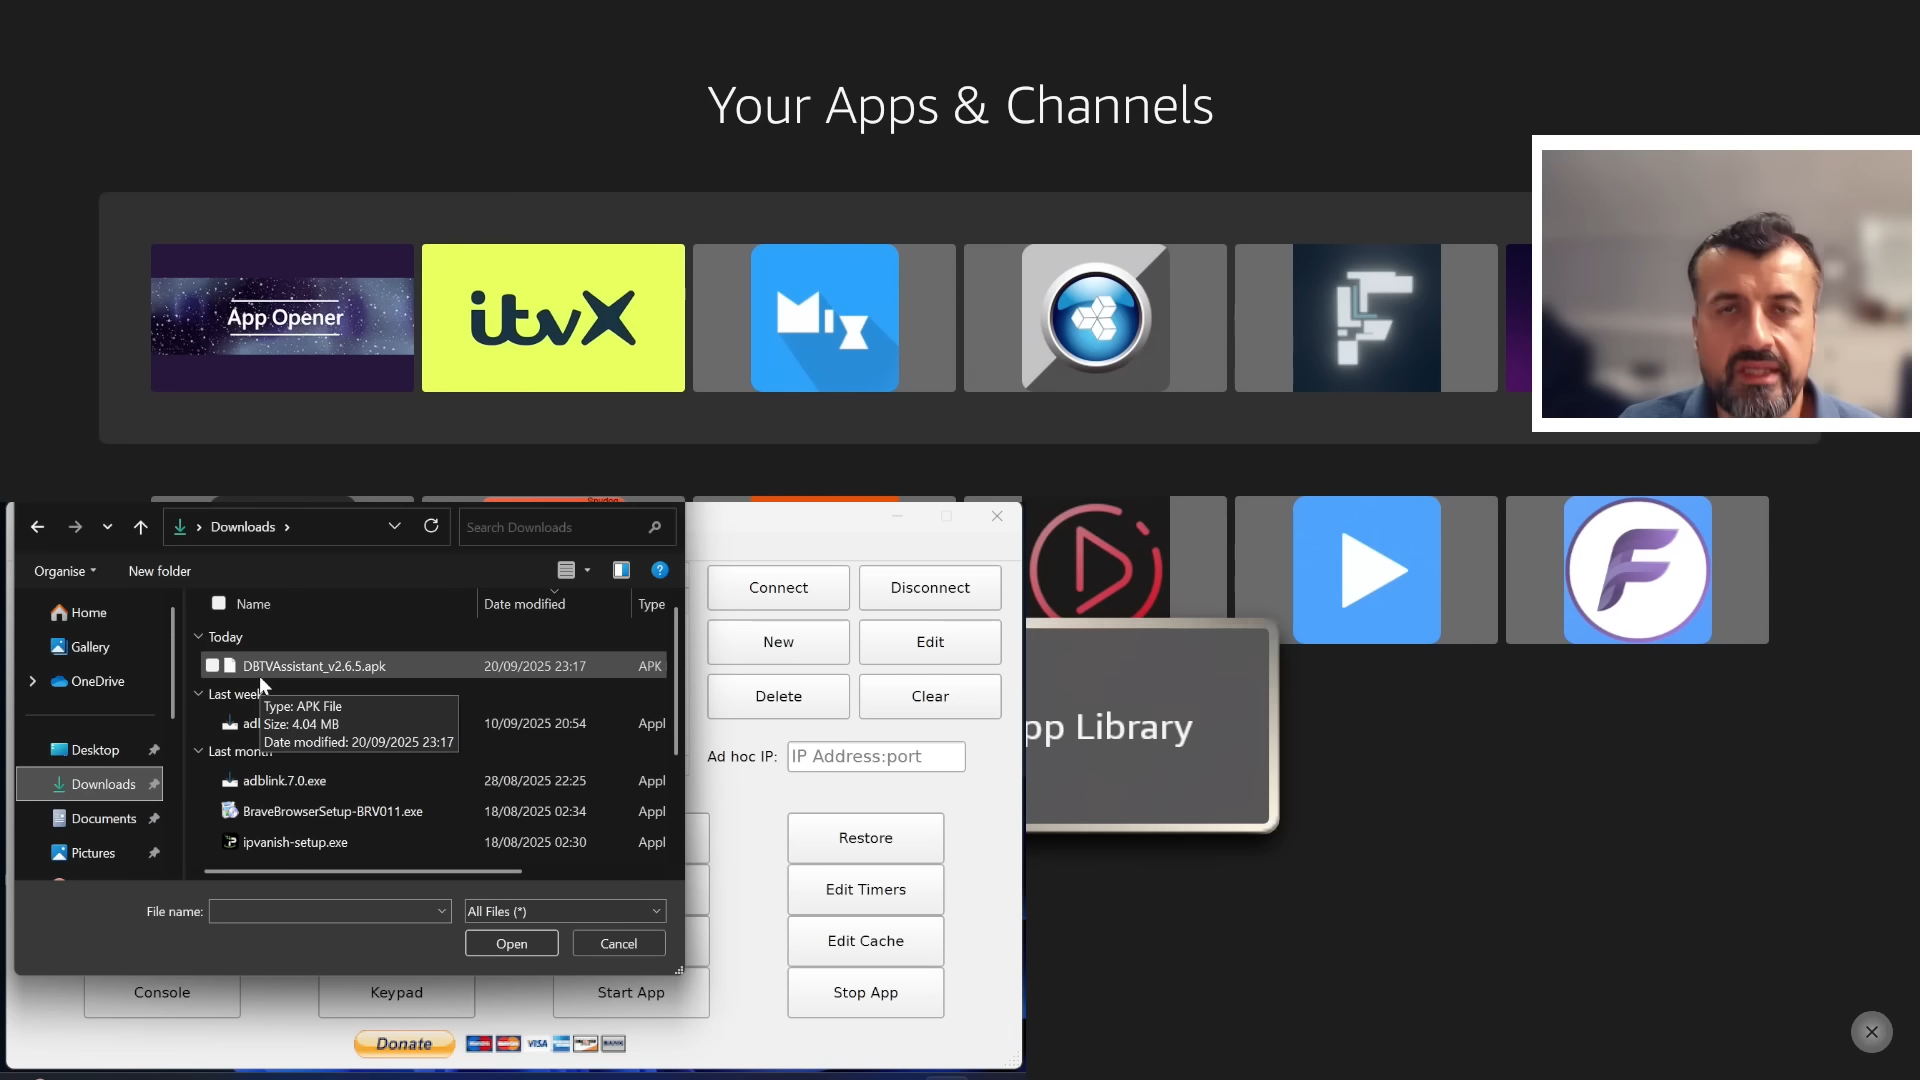 Your Apps & Channels
App Opener
itvX
MiX
Downloads
Search Downloads
Organise
New folder
Name
Date modified
Type
Home
Gallery
OneDrive
Desktop
Downloads
Documents
Pictures
Today
DBTVAssistant_v2.6.5.apk 20/09/2025 23:17 APK
Last week
adl 10/09/2025 20:54 Appl
Type: APK File
Size: 4.04 MB
Date modified: 20/09/2025 23:17
Last month
adblink.7.0.exe 28/08/2025 22:25 Appl
BraveBrowserSetup-BRV011.exe 18/08/2025 02:34 Appl
ipvanish-setup.exe 18/08/2025 02:30 Appl
File name:
All Files (*)
Open
Cancel
Connect
Disconnect
New
Edit
Delete
Clear
Ad hoc IP:
IP Address:port
Restore
Edit Timers
Edit Cache
Console
Keypad
Start App
Stop App
Donate
VISA
pp Library